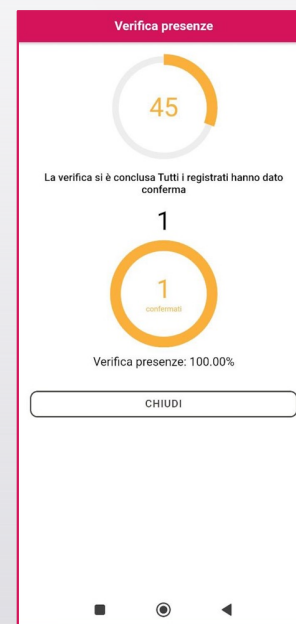 Verifica presenze
45
La verifica si è conclusa Tutti i registrati hanno dato
conferma
1
1
confermati
Verifica presenze: 100.00%
CHIUDI